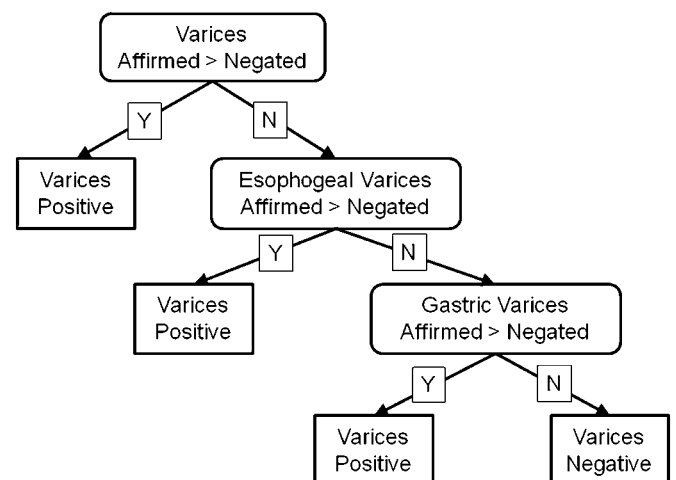 Varices
Affirmed > Negated
Y
N
Varices
Positive
Esophogeal Varices
Affirmed > Negated
Y
N
Varices
Positive
Gastric Varices
Affirmed > Negated
Y
N
Varices
Positive
Varices
Negative